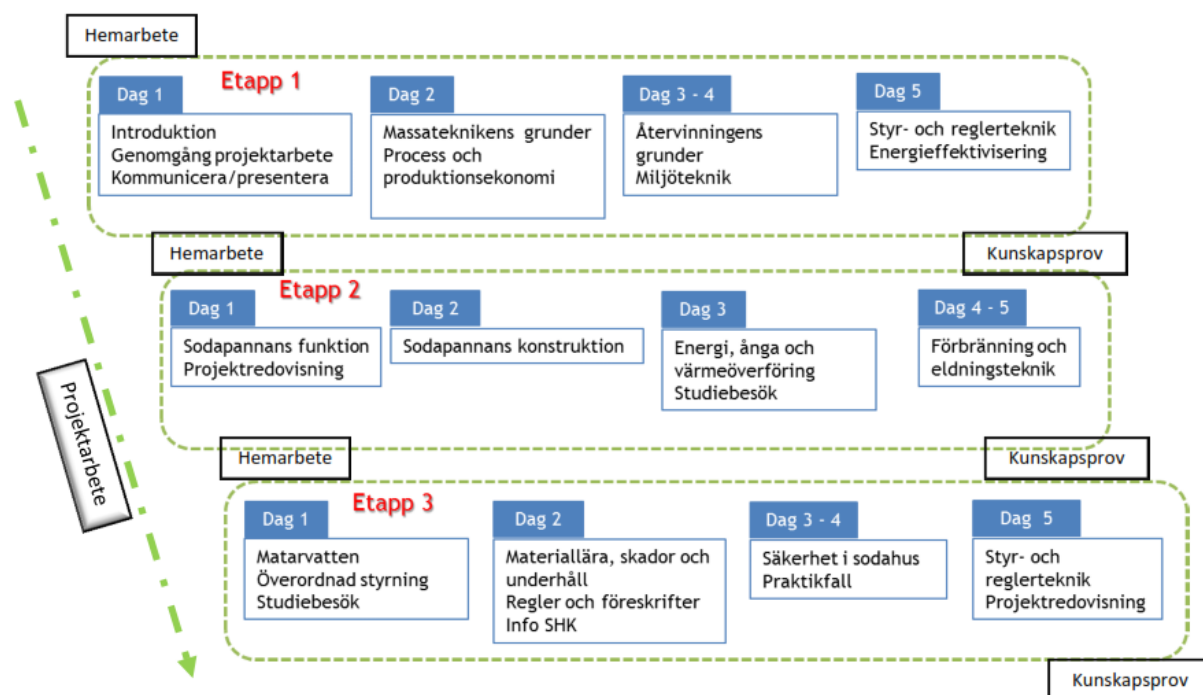 Hemarbete
Etapp 1
Dag 1
Introduktion
Genomgång projektarbete
Kommunicera/presentera
Dag 2
Massateknikens grunder
Process och
produktionsekonomi
Dag 3 - 4
Återvinningens
grunder
Miljöteknik
Dag 5
Styr- och reglerteknik
Energieffektivisering
Kunskapsprov
Hemarbete
Etapp 2
Dag 1
Sodapannans funktion
Projektredovisning
Dag 2
Sodapannans konstruktion
Dag 3
Energi, ånga och
värmeöverföring
Studiebesök
Dag 4 - 5
Förbränning och
eldningsteknik
Kunskapsprov
Projektarbete
Hemarbete
Etapp 3
Dag 1
Matarvatten
Överordnad styrning
Studiebesök
Dag 2
Materiallära, skador och
underhåll
Regler och föreskrifter
Info SHK
Dag 3 - 4
Säkerhet i sodahus
Praktikfall
Dag 5
Styr- och
reglerteknik
Projektredovisning
Kunskapsprov